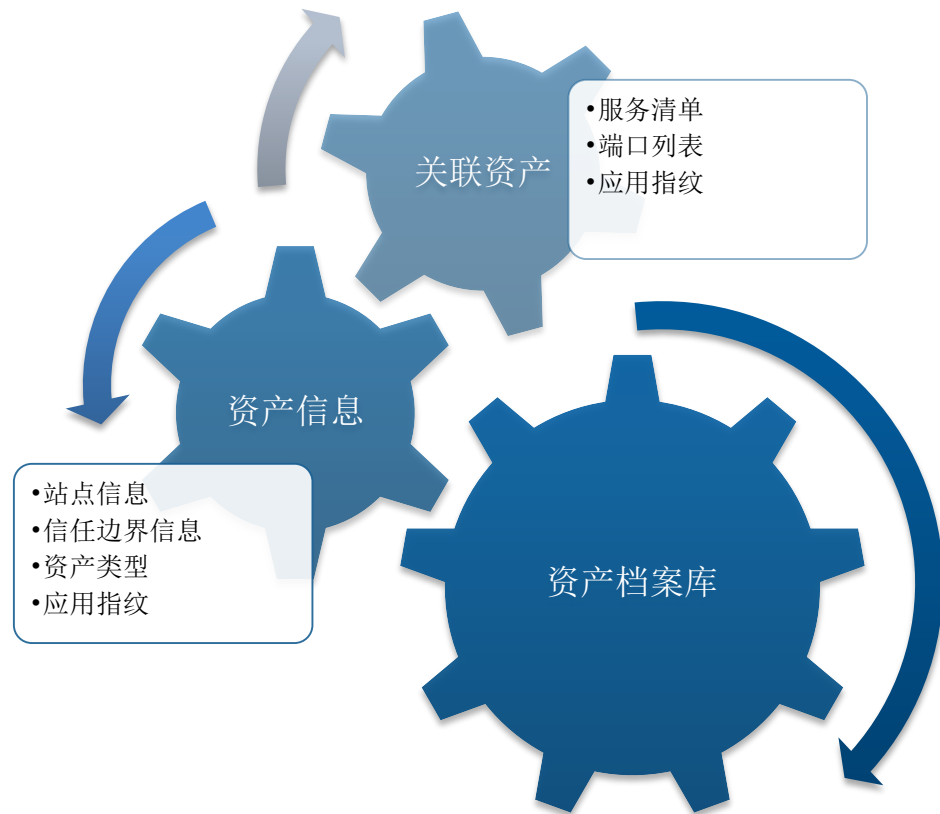 关联资产
•服务清单
•端口列表
•应用指纹
资产信息
•站点信息
•信任边界信息
•资产类型
•应用指纹
资产档案库